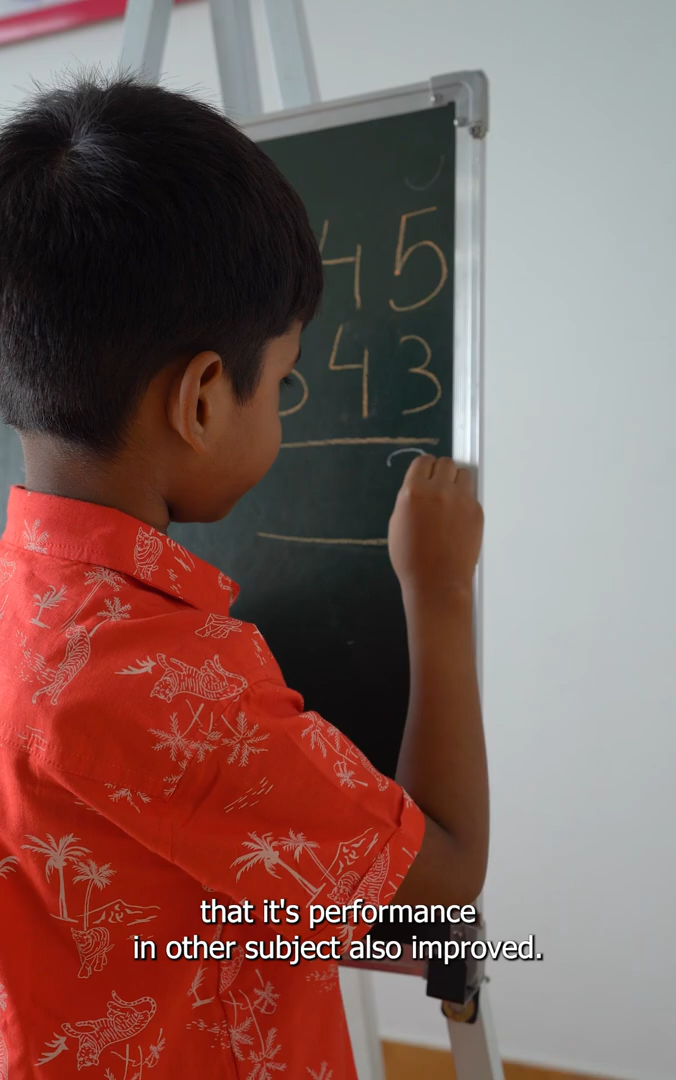 45
43
that it's performance
in other subject also improved.